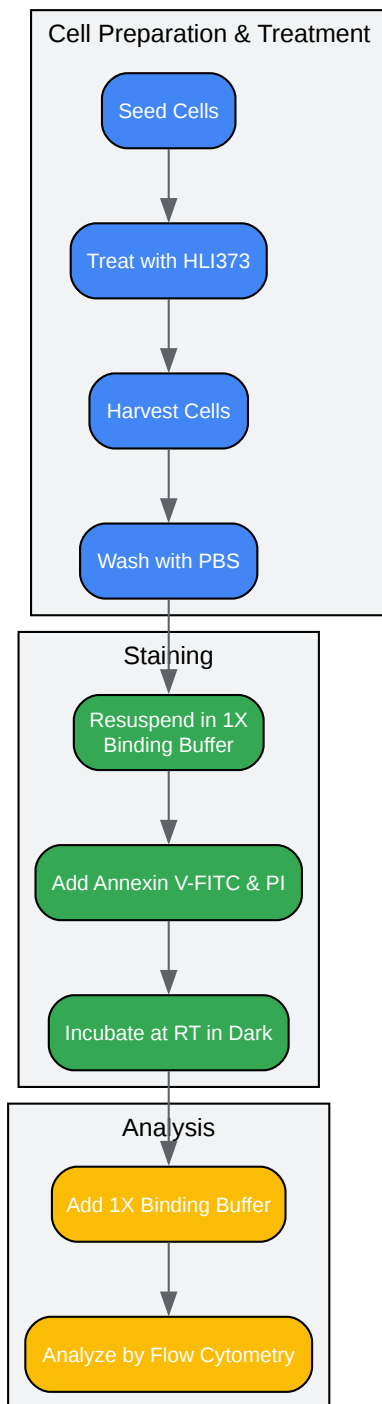 Cell Preparation & Treatment
Seed Cells
Treat with HLI373
Harvest Cells
Wash with PBS
Staining
Resuspend in 1X
Binding Buffer
Add Annexin V-FITC & PI
Incubate at RT in Dark
Analysis
Add 1X Binding Buffer
Analyze by Flow Cytometry